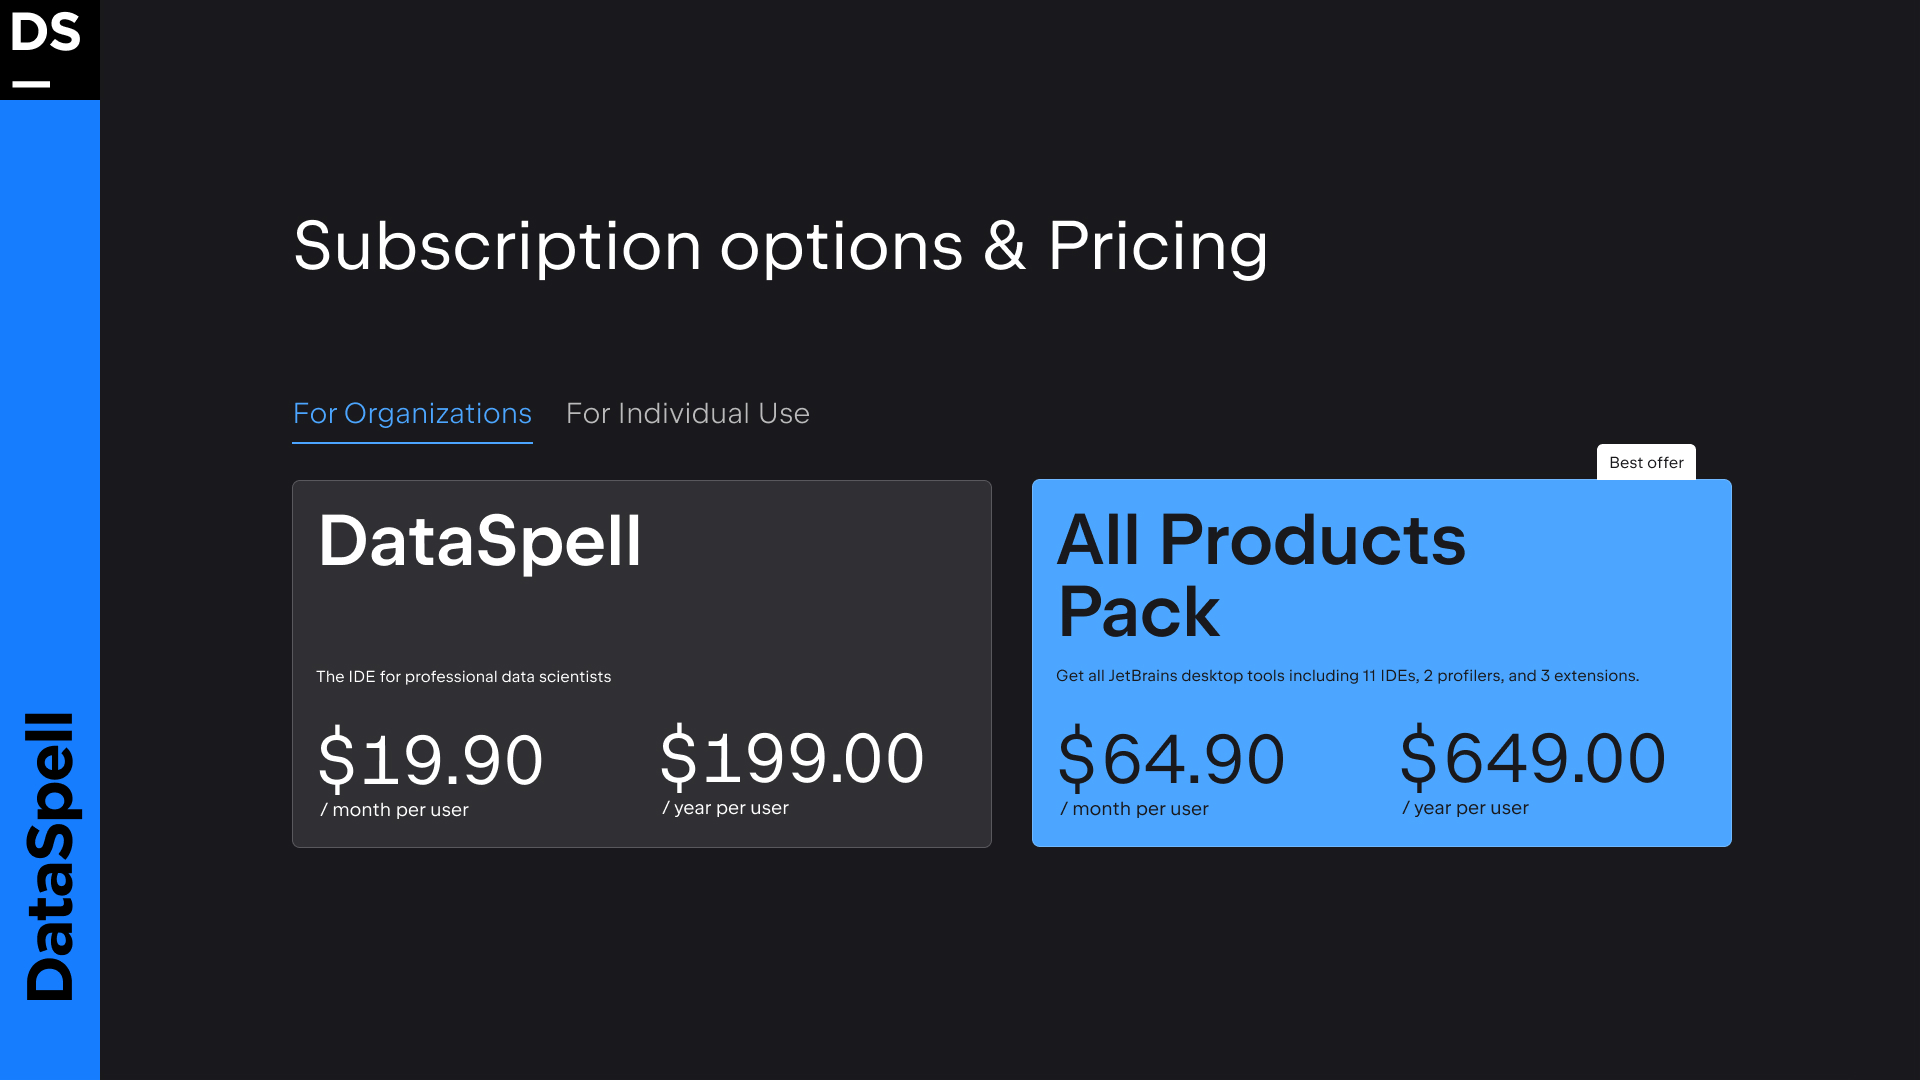 DS
DataSpell
Subscription options & Pricing
For Organizations
For Individual Use
DataSpell
The IDE for professional data scientists
$19.90
/ month per user
$199.00
/ year per user
Best offer
All Products
Pack
Get all JetBrains desktop tools including 11 IDEs, 2 profilers, and 3 extensions.
$64.90
/ month per user
$649.00
/ year per user